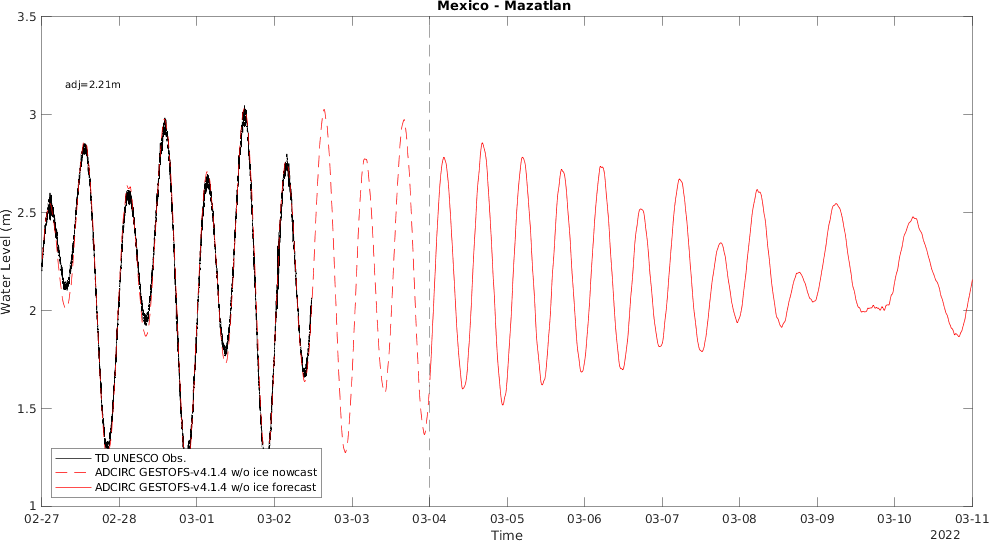 Mexico - Mazatlan
3.5
3
2.5
2
1.5
1
Water Level (m)
adj=2.21m
TD UNESCO Obs.
ADCIRC GESTOFS-v4.1.4 w/o ice nowcast
ADCIRC GESTOFS-v4.1.4 w/o ice forecast
02-27 02-28 03-01 03-02 03-03 03-04 03-05 03-06 03-07 03-08 03-09 03-10 03-11
Time
2022